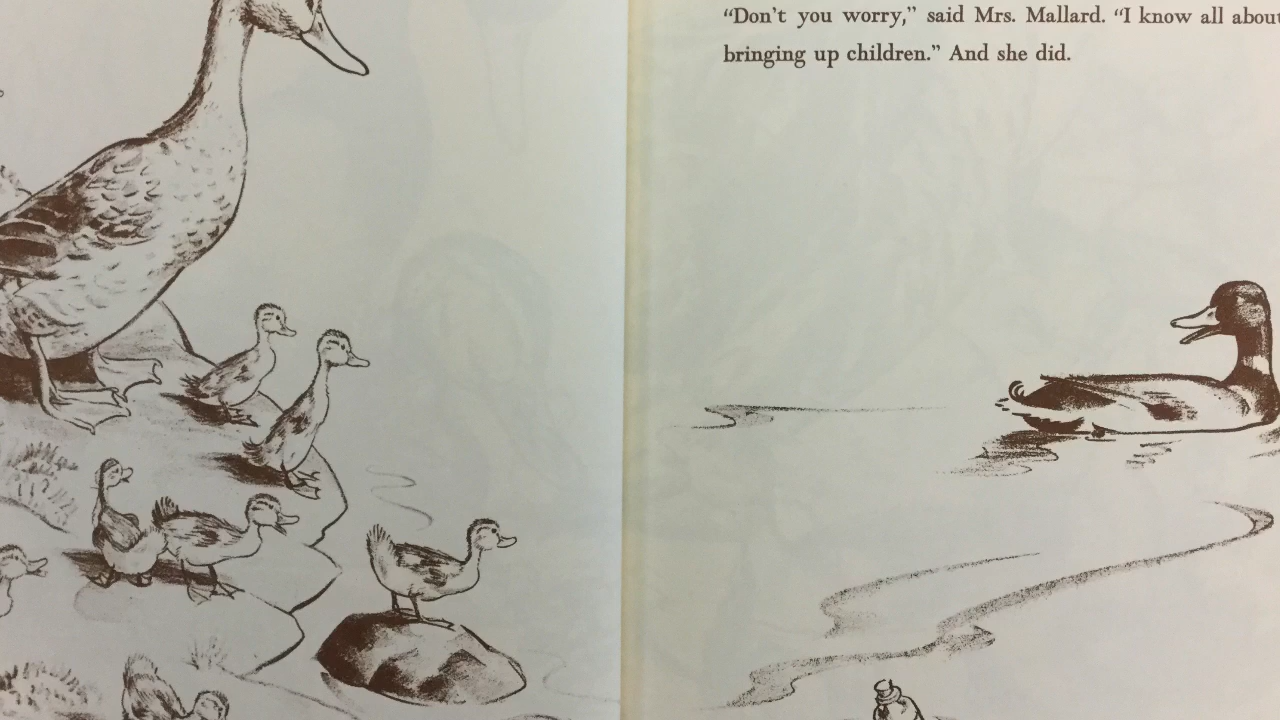 “Don’t you worry,” said Mrs. Mallard. “I know all about
bringing up children.” And she did.